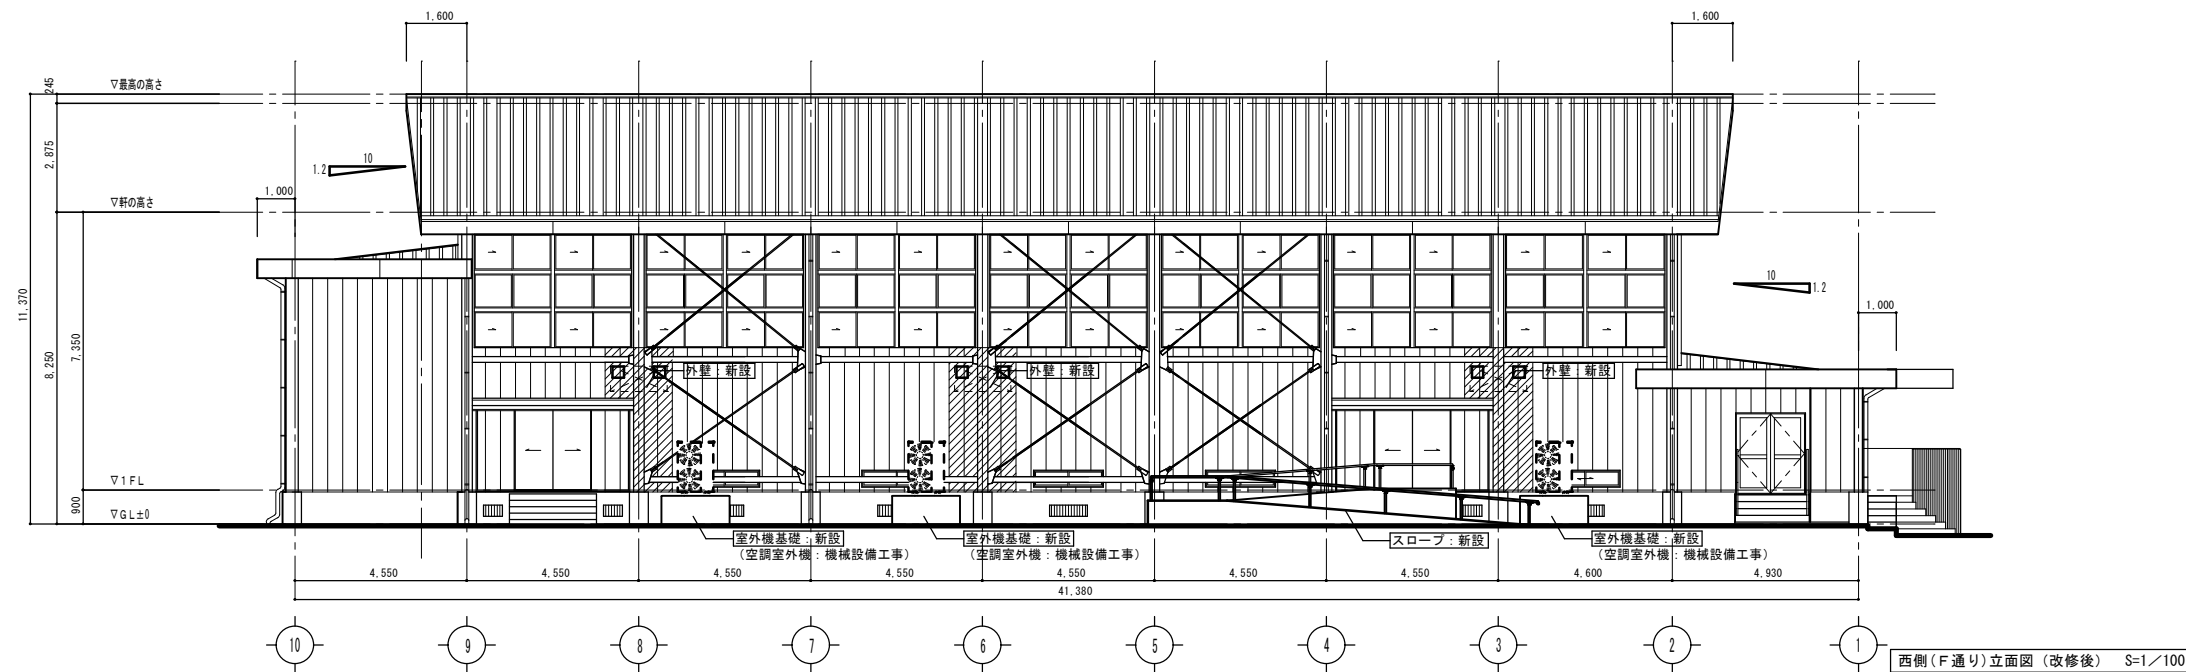 1,600
1,600
245
▽最高の高さ
2,875
10
1.2
1,000
▽軒の高さ
10
1.2
1,000
11,370
8,250
7,350
外壁：新設
外壁：新設
外壁：新設
▽1FL
900
▽GL±0
室外機基礎：新設
(空調室外機：機械設備工事)
室外機基礎：新設
(空調室外機：機械設備工事)
スロープ：新設
室外機基礎：新設
(空調室外機：機械設備工事)
4,550 4,550 4,550 4,550 4,550 4,550 4,550 4,600 4,930
41,380
10 9 8 7 6 5 4 3 2 1
西側(F通り)立面図 (改修後) S=1/100